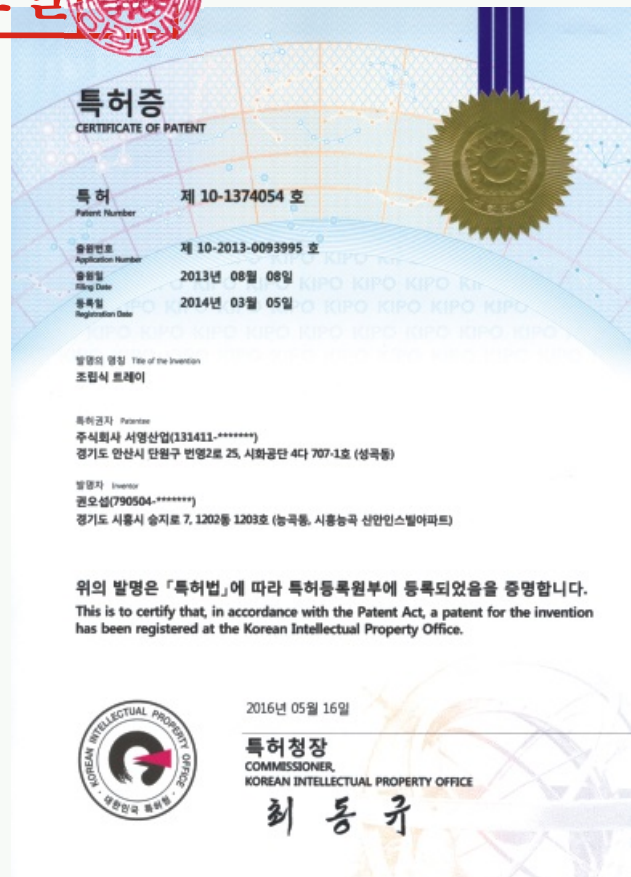 특허증
CERTIFICATE OF PATENT
특 허 제 10-1374054 호
Patent Number
출원번호 제 10-2013-0093995 호
Application Number
출원일 2013년 08월 08일
Filing Date
등록일 2014년 03월 05일
Registration Date
발명의 명칭 Title of the Invention
조립식 트레이
특허권자 Patentee
주식회사 서영산업(131411-*******)
경기도 안산시 단원구 번영2로 25, 시화공단 4다 707-1호 (성곡동)
발명자 Inventor
권오섭(790504-*******)
경기도 시흥시 승지로 7, 1202동 1203호 (능곡동, 시흥능곡 신안인스빌아파트)
위의 발명은 「특허법」에 따라 특허등록원부에 등록되었음을 증명합니다.
This is to certify that, in accordance with the Patent Act, a patent for the invention
has been registered at the Korean Intellectual Property Office.
2016년 05월 16일
특허청장
COMMISSIONER,
KOREAN INTELLECTUAL PROPERTY OFFICE
최 동 규
KOREAN INTELLECTUAL PROPERTY OFFICE
대한민국 특허청